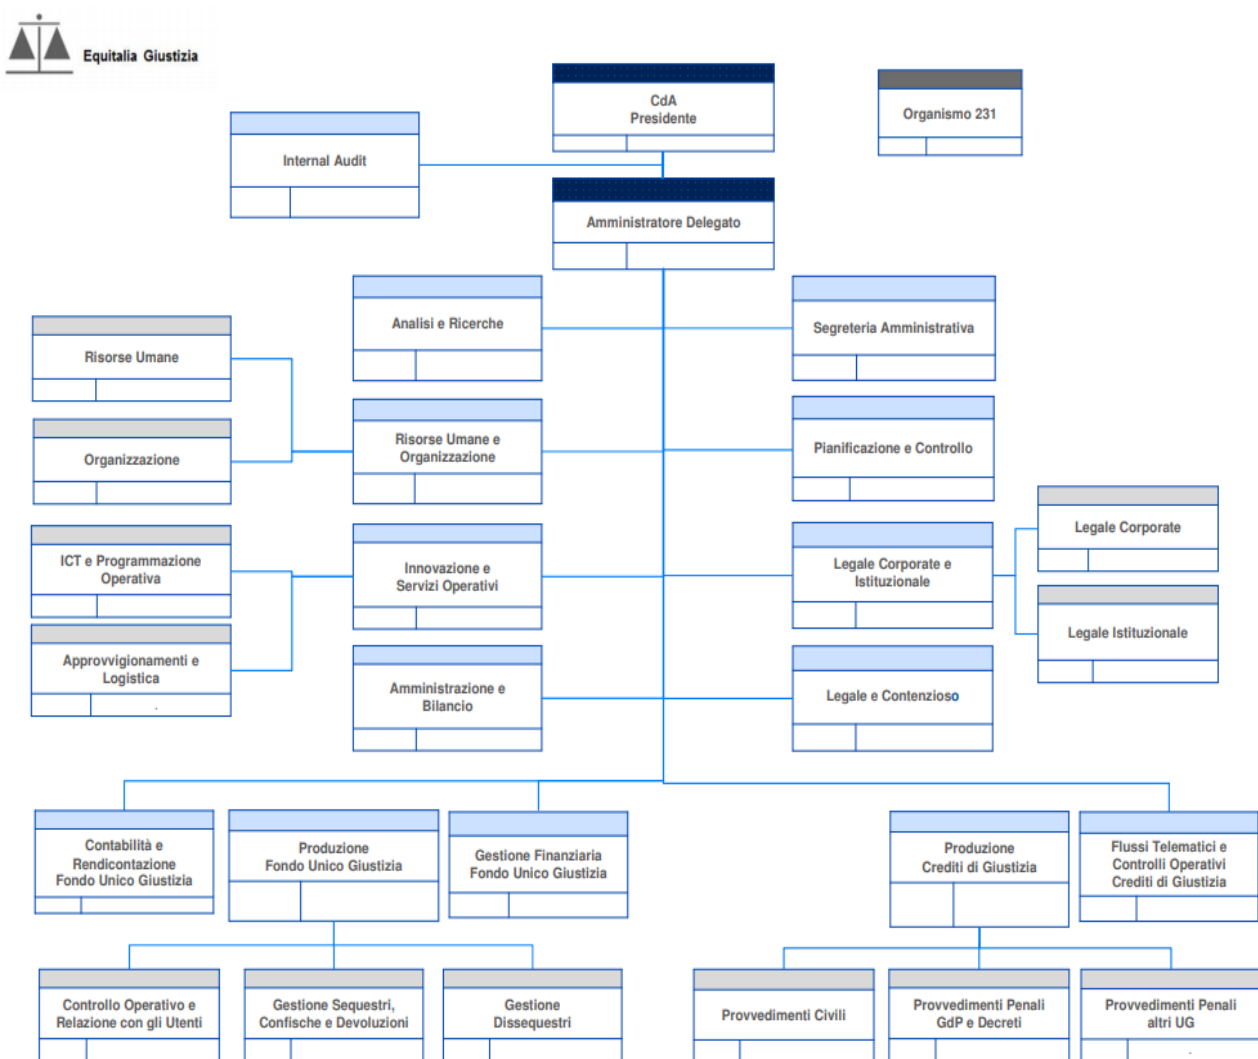 Equitalia Giustizia
CdA
Presidente
Organismo 231
Internal Audit
Amministratore Delegato
Analisi e Ricerche
Segreteria Amministrativa
Risorse Umane
Risorse Umane e
Organizzazione
Pianificazione e Controllo
Organizzazione
ICT e Programmazione
Operativa
Innovazione e
Servizi Operativi
Legale Corporate e
Istituzionale
Legale Corporate
Legale Istituzionale
Approvvigionamenti e
Logistica
Amministrazione e
Bilancio
Legale e Contenzioso
Contabilità e
Rendicontazione
Fondo Unico Giustizia
Produzione
Fondo Unico Giustizia
Gestione Finanziaria
Fondo Unico Giustizia
Produzione
Crediti di Giustizia
Flussi Telematici e
Controlli Operativi
Crediti di Giustizia
Controllo Operativo e
Relazione con gli Utenti
Gestione Sequestri,
Confische e Devoluzioni
Gestione
Dissequestri
Provvedimenti Civili
Provvedimenti Penali
GdP e Decreti
Provvedimenti Penali
altri UG